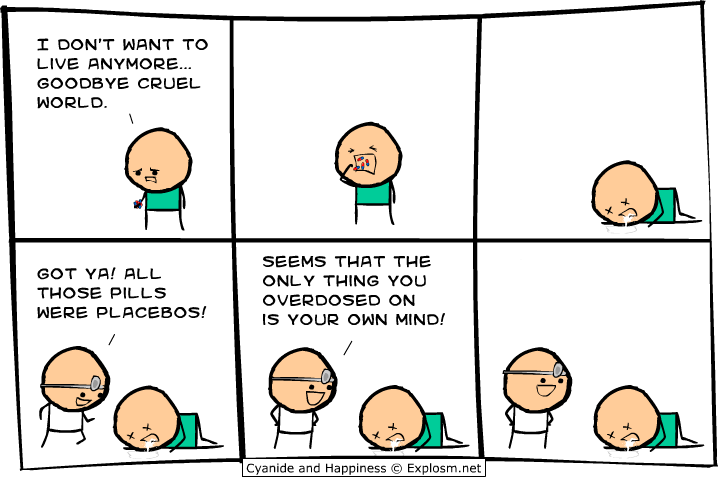 I DON'T WANT TO
LIVE ANYMORE...
GOODBYE CRUEL
WORLD.
GOT YA! ALL
THOSE PILLS
WERE PLACEBOS!
SEEMS THAT THE
ONLY THING YOU
OVERDOSED ON
IS YOUR OWN MIND!
Cyanide and Happiness © Explosm.net